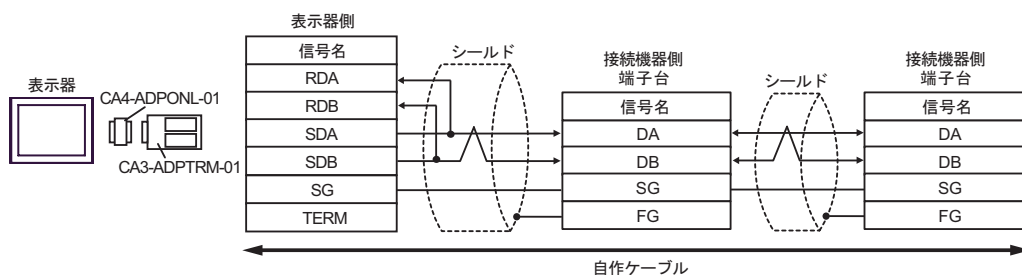 表示器
CA4-ADPONL-01
CA3-ADPTRM-01
表示器側
信号名
RDA
RDB
SDA
SDB
SG
TERM
シールド
接続機器側
端子台
信号名
DA
DB
SG
FG
シールド
接続機器側
端子台
信号名
DA
DB
SG
FG
自作ケーブル